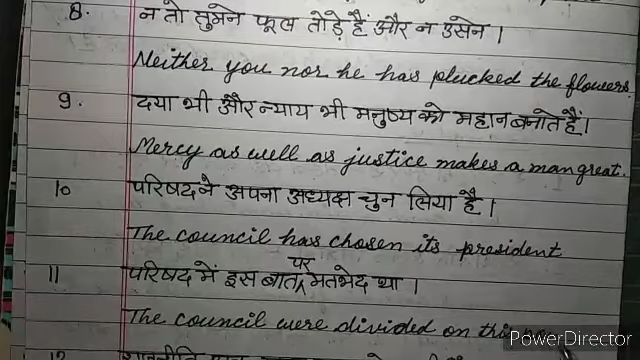 8. न तो तुमने फूल तोड़े हैं और न उसने ।
Neither you nor he has plucked the flowers.
9. दया भी और न्याय भी मनुष्य को महान बनाते हैं।
Mercy as well as justice makes a man great.
10 परिषद ने अपना अध्यक्ष चुन लिया है ।
The council has chosen its president
11 परिषद में इस बात पर मतभेद था ।
The council were divided on this
PowerDirector
12